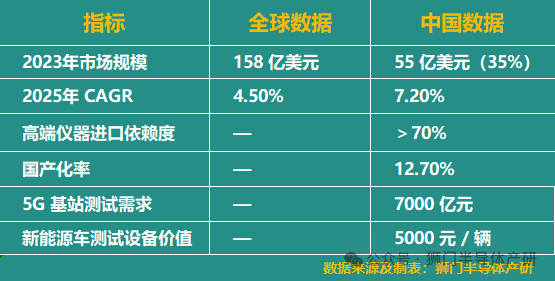 指标 全球数据 中国数据
2023年市场规模 158 亿美元 55 亿美元（35%）
2025年 CAGR 4.50% 7.20%
高端仪器进口依赖度 — ＞70%
国产化率 — 12.70%
5G 基站测试需求 — 7000 亿元
新能源车测试设备价值 — 5000 元 / 辆
公众号 · 狮门半导体产研
数据来源及制表：狮门半导体产研